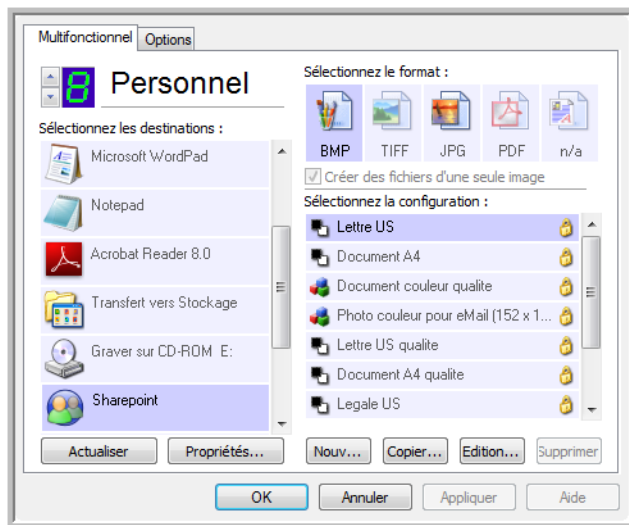 Multifonctionnel Options
8 Personnel
Sélectionnez les destinations :
Microsoft WordPad
Notepad
Acrobat Reader 8.0
Transfert vers Stockage
Graver sur CD-ROM E:
Sharepoint
Actualiser Propriétés...
Sélectionnez le format :
BMP TIFF JPG PDF n/a
Créer des fichiers d'une seule image
Sélectionnez la configuration :
Lettre US
Document A4
Document couleur qualite
Photo couleur pour eMail (152 x 1...
Lettre US qualite
Document A4 qualite
Legale US
Nouv... Copier... Edition... Supprimer
OK Annuler Appliquer Aide